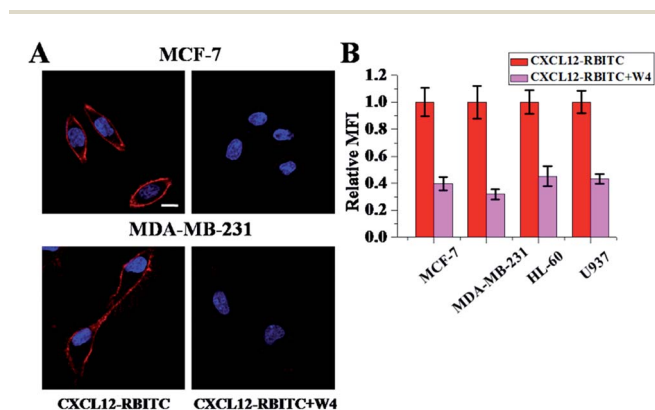 A
MCF-7
MDA-MB-231
CXCL12-RBITC CXCL12-RBITC+W4
B
CXCL12-RBITC
CXCL12-RBITC+W4
Relative MFI
1.2
1.0
0.8
0.6
0.4
0.2
0.0
MCF-7
MDA-MB-231
HL-60
U937